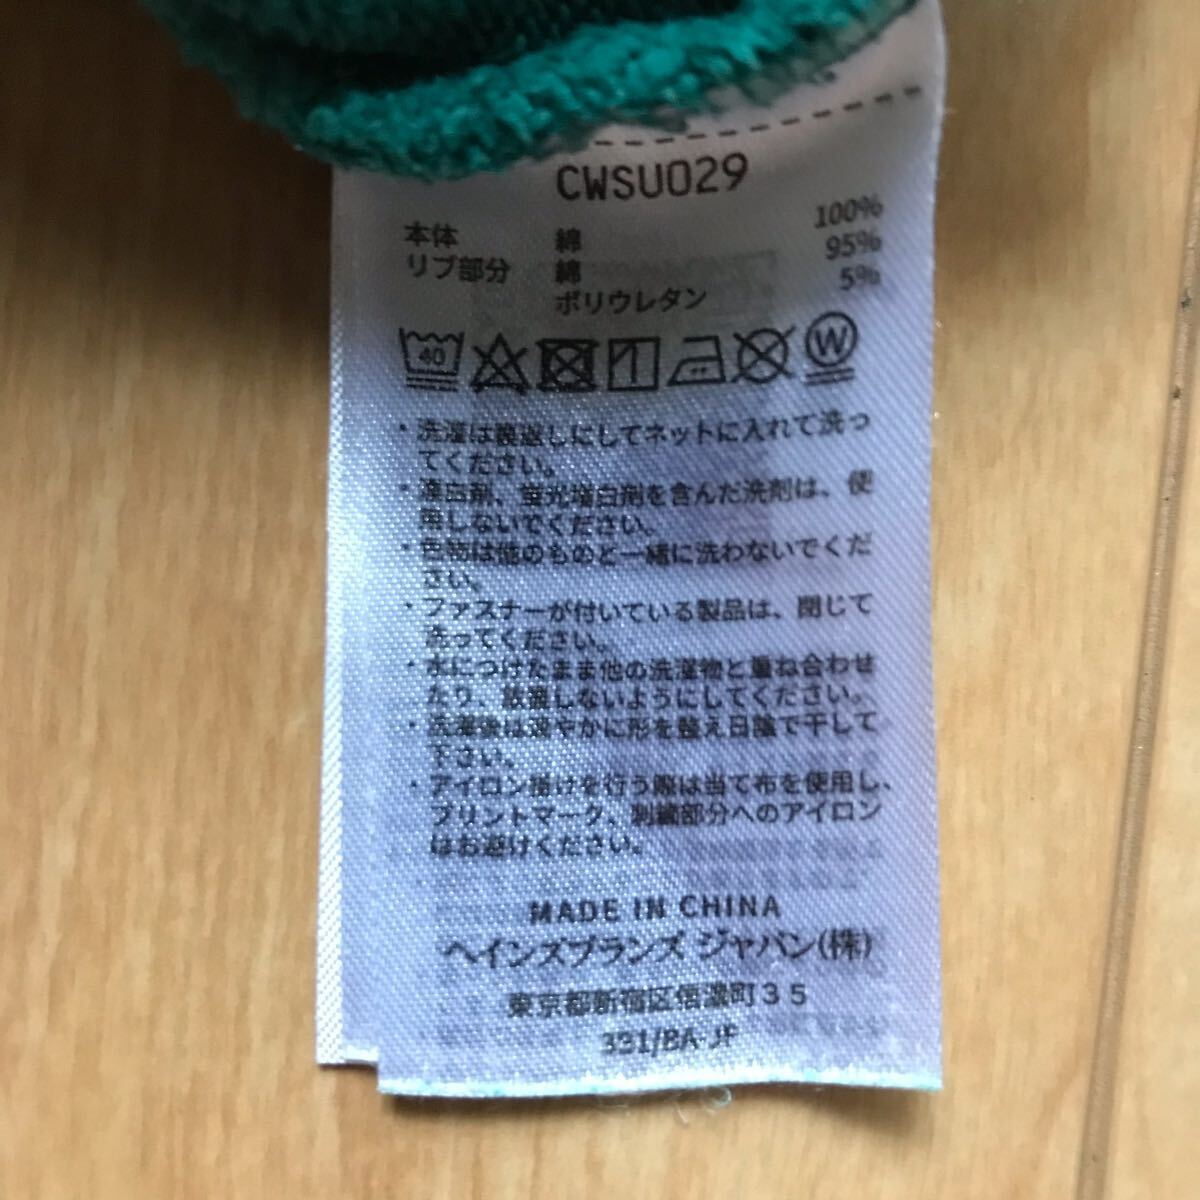 CWSU029
本体 綿 100%
リブ部分 綿 95%
ポリウレタン 5%
40 W
・洗濯は裏返しにしてネットに入れて洗っ
てください。
・漂白剤、蛍光増白剤を含んだ洗剤は、使
用しないでください。
・色物は他のものと一緒に洗わないでくだ
さい。
・ファスナーが付いている製品は、閉じて
洗ってください。
・水につけたまま他の洗濯物と重ね合わせ
たり、放置しないようにしてください。
・洗濯後は速やかに形を整え日陰で干して
下さい。
・アイロン掛けを行う際は当て布を使用し、
プリントマーク、刺繍部分へのアイロン
はお避けください。
MADE IN CHINA
ヘインズブランズ ジャパン(株)
東京都新宿区信濃町３５
331/BA-JF